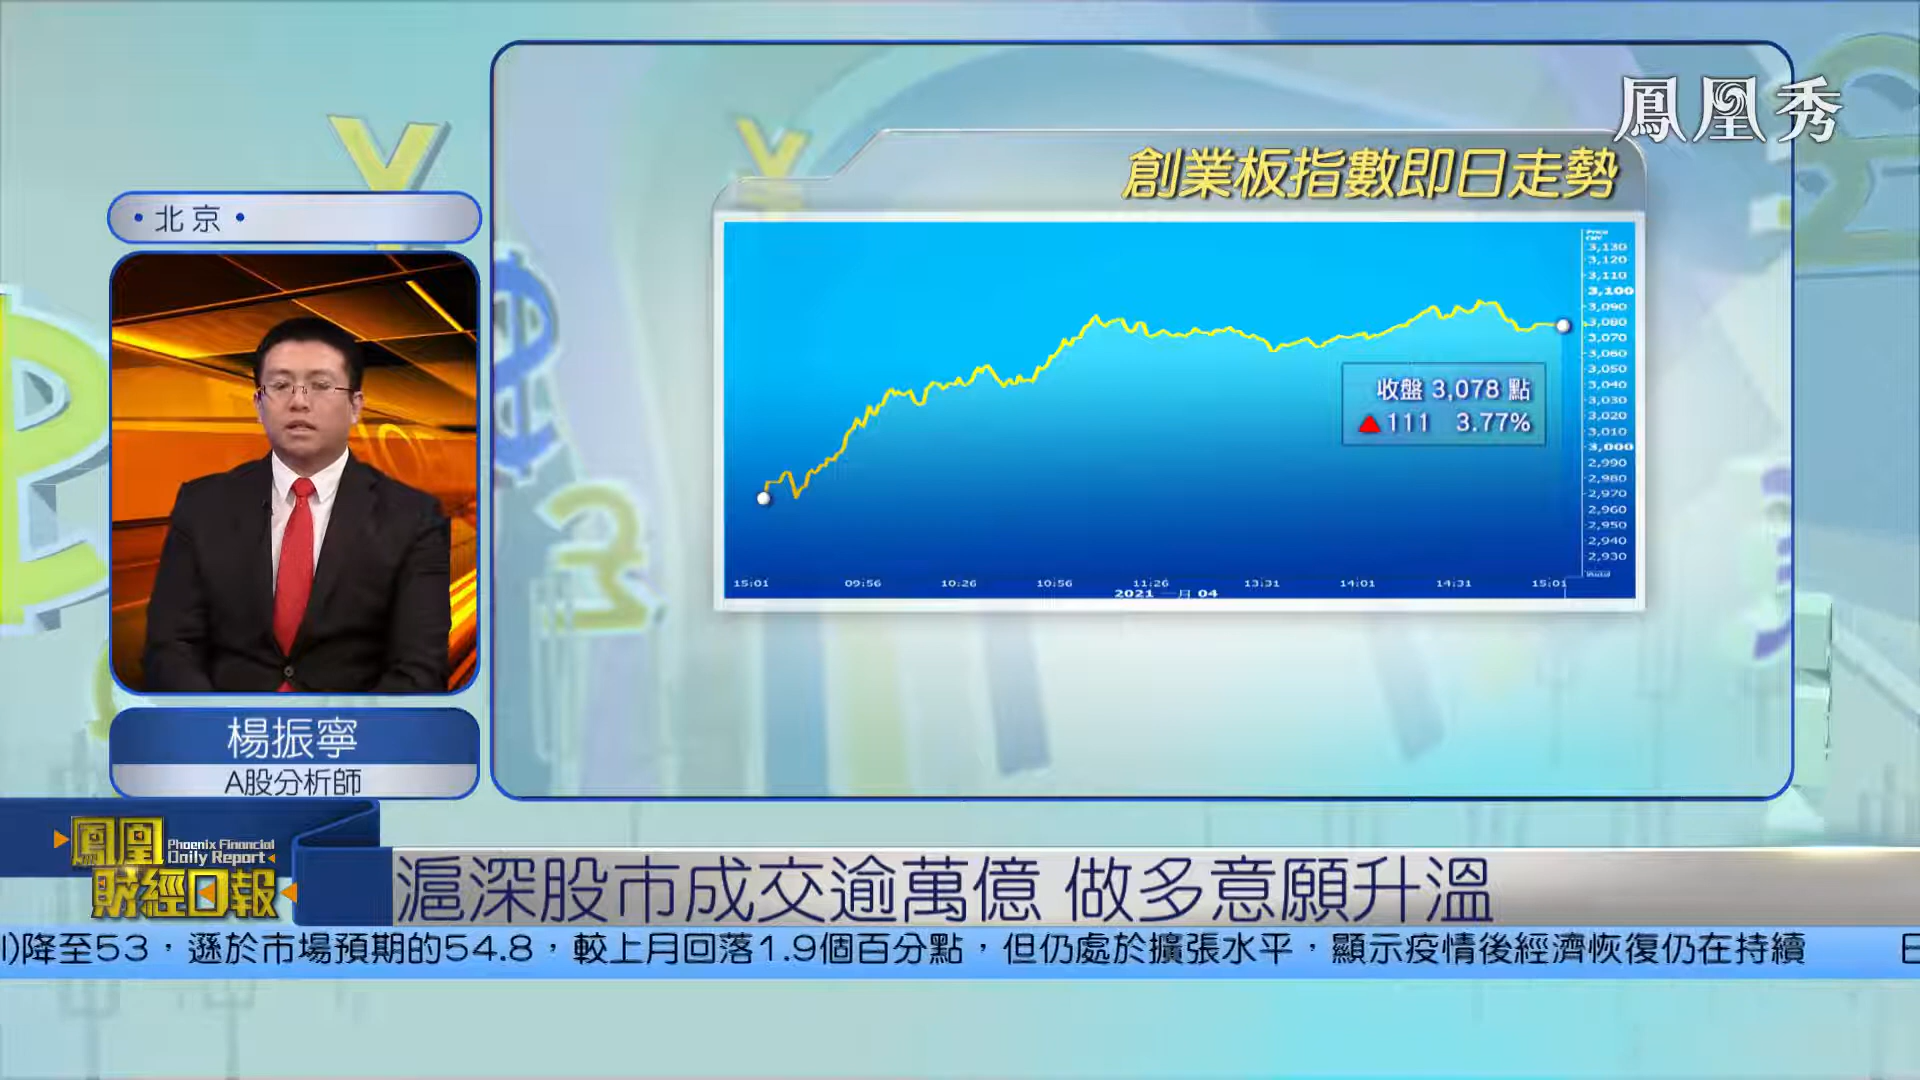 鳳凰秀
創業板指數即日走勢
• 北京 •
Price
CNY
3,130
3,120
3,110
3,100
3,090
3,080
3,070
3,060
3,050
3,040
3,030
3,020
3,010
3,000
2,990
2,980
2,970
2,960
2,950
2,940
2,930
收盤 3,078 點
▲111 3.77%
15:01 09:56 10:26 10:56 11:26 13:31 14:01 14:31 15:01
2021 一月 04
楊振寧
A股分析師
鳳凰 Phoenix Financial
Daily Report
財經日報
滬深股市成交逾萬億 做多意願升溫
降至53，遜於市場預期的54.8，較上月回落1.9個百分點，但仍處於擴張水平，顯示疫情後經濟恢復仍在持續